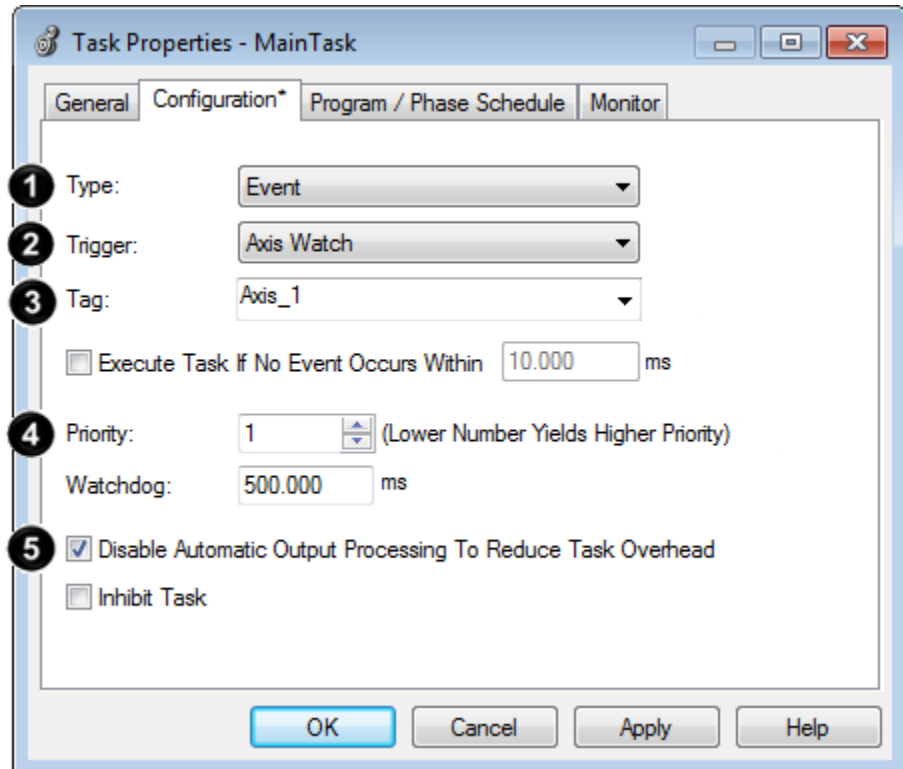 Task Properties - MainTask
General Configuration* Program / Phase Schedule Monitor
1 Type: Event
2 Trigger: Axis Watch
3 Tag: Axis_1
Execute Task If No Event Occurs Within 10.000 ms
4 Priority: 1 (Lower Number Yields Higher Priority)
Watchdog: 500.000 ms
5 Disable Automatic Output Processing To Reduce Task Overhead
Inhibit Task
OK Cancel Apply Help